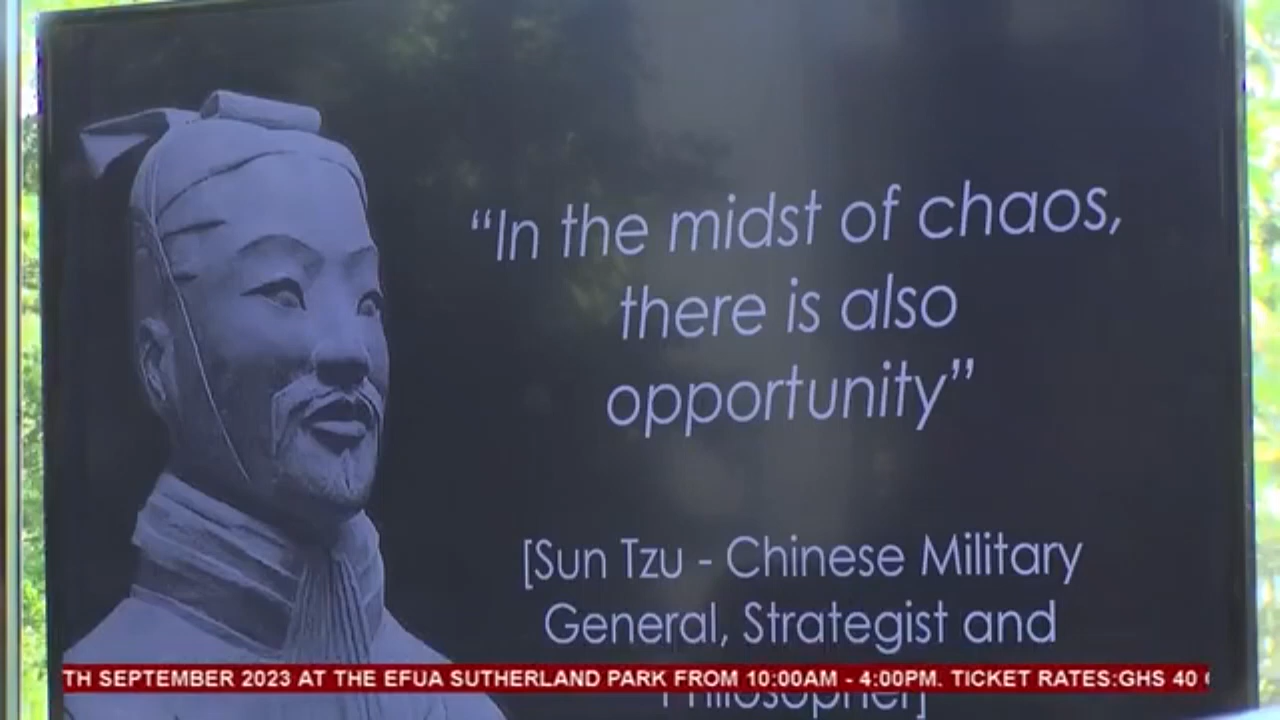 “In the midst of chaos,
there is also
opportunity”
[Sun Tzu - Chinese Military
General, Strategist and
Philosopher]
TH SEPTEMBER 2023 AT THE EFUA SUTHERLAND PARK FROM 10:00AM - 4:00PM. TICKET RATES:GHS 40